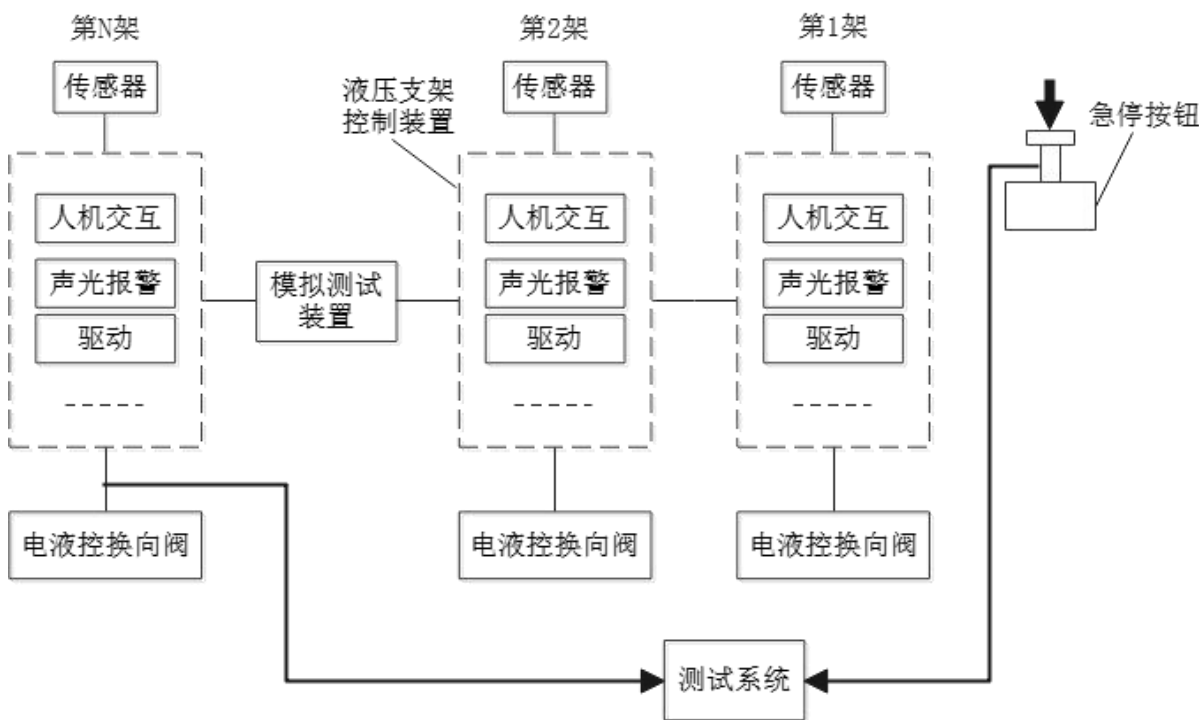 第N架
第2架
第1架
传感器
传感器
传感器
液压支架
控制装置
急停按钮
人机交互
人机交互
人机交互
声光报警
模拟测试
装置
声光报警
声光报警
驱动
驱动
驱动
电液控换向阀
电液控换向阀
电液控换向阀
测试系统